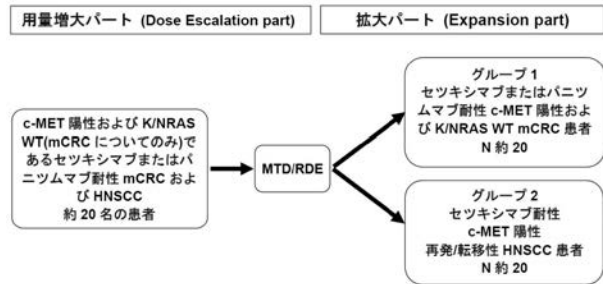 用量増大パート (Dose Escalation part)
拡大パート (Expansion part)
c-MET 陽性および K/NRAS
WT(mCRC についてのみ)で
あるセツキシマブまたはパ
ニツムマブ耐性 mCRC およ
び HNSCC
約 20 名の患者
MTD/RDE
グループ 1
セツキシマブまたはパニツ
ムマブ耐性 c-MET 陽性およ
び K/NRAS WT mCRC 患者
N 約 20
グループ 2
セツキシマブ耐性
c-MET 陽性
再発/転移性 HNSCC 患者
N 約 20